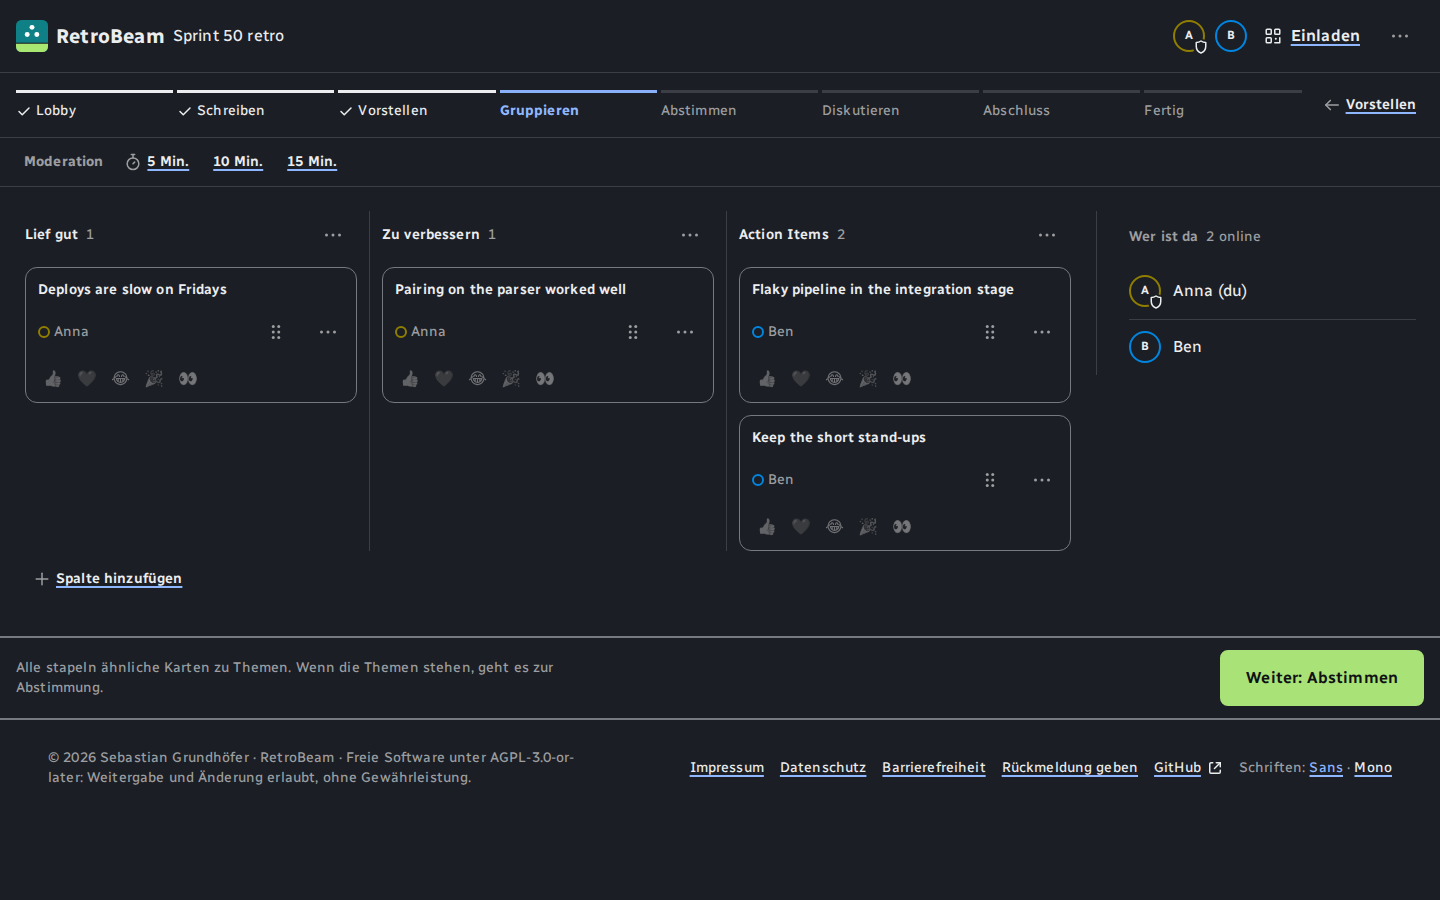 RetroBeam Sprint 50 retro
A B Einladen
Lobby Schreiben Vorstellen Gruppieren Abstimmen Diskutieren Abschluss Fertig Vorstellen
Moderation 5 Min. 10 Min. 15 Min.
Lief gut 1
Deploys are slow on Fridays
Anna
Zu verbessern 1
Pairing on the parser worked well
Anna
Action Items 2
Flaky pipeline in the integration stage
Ben
Keep the short stand-ups
Ben
Wer ist da 2 online
A Anna (du)
B Ben
Spalte hinzufügen
Alle stapeln ähnliche Karten zu Themen. Wenn die Themen stehen, geht es zur
Abstimmung.
Weiter: Abstimmen
© 2026 Sebastian Grundhöfer · RetroBeam · Freie Software unter AGPL-3.0-or-
later: Weitergabe und Änderung erlaubt, ohne Gewährleistung.
Impressum Datenschutz Barrierefreiheit Rückmeldung geben GitHub Schriften: Sans · Mono